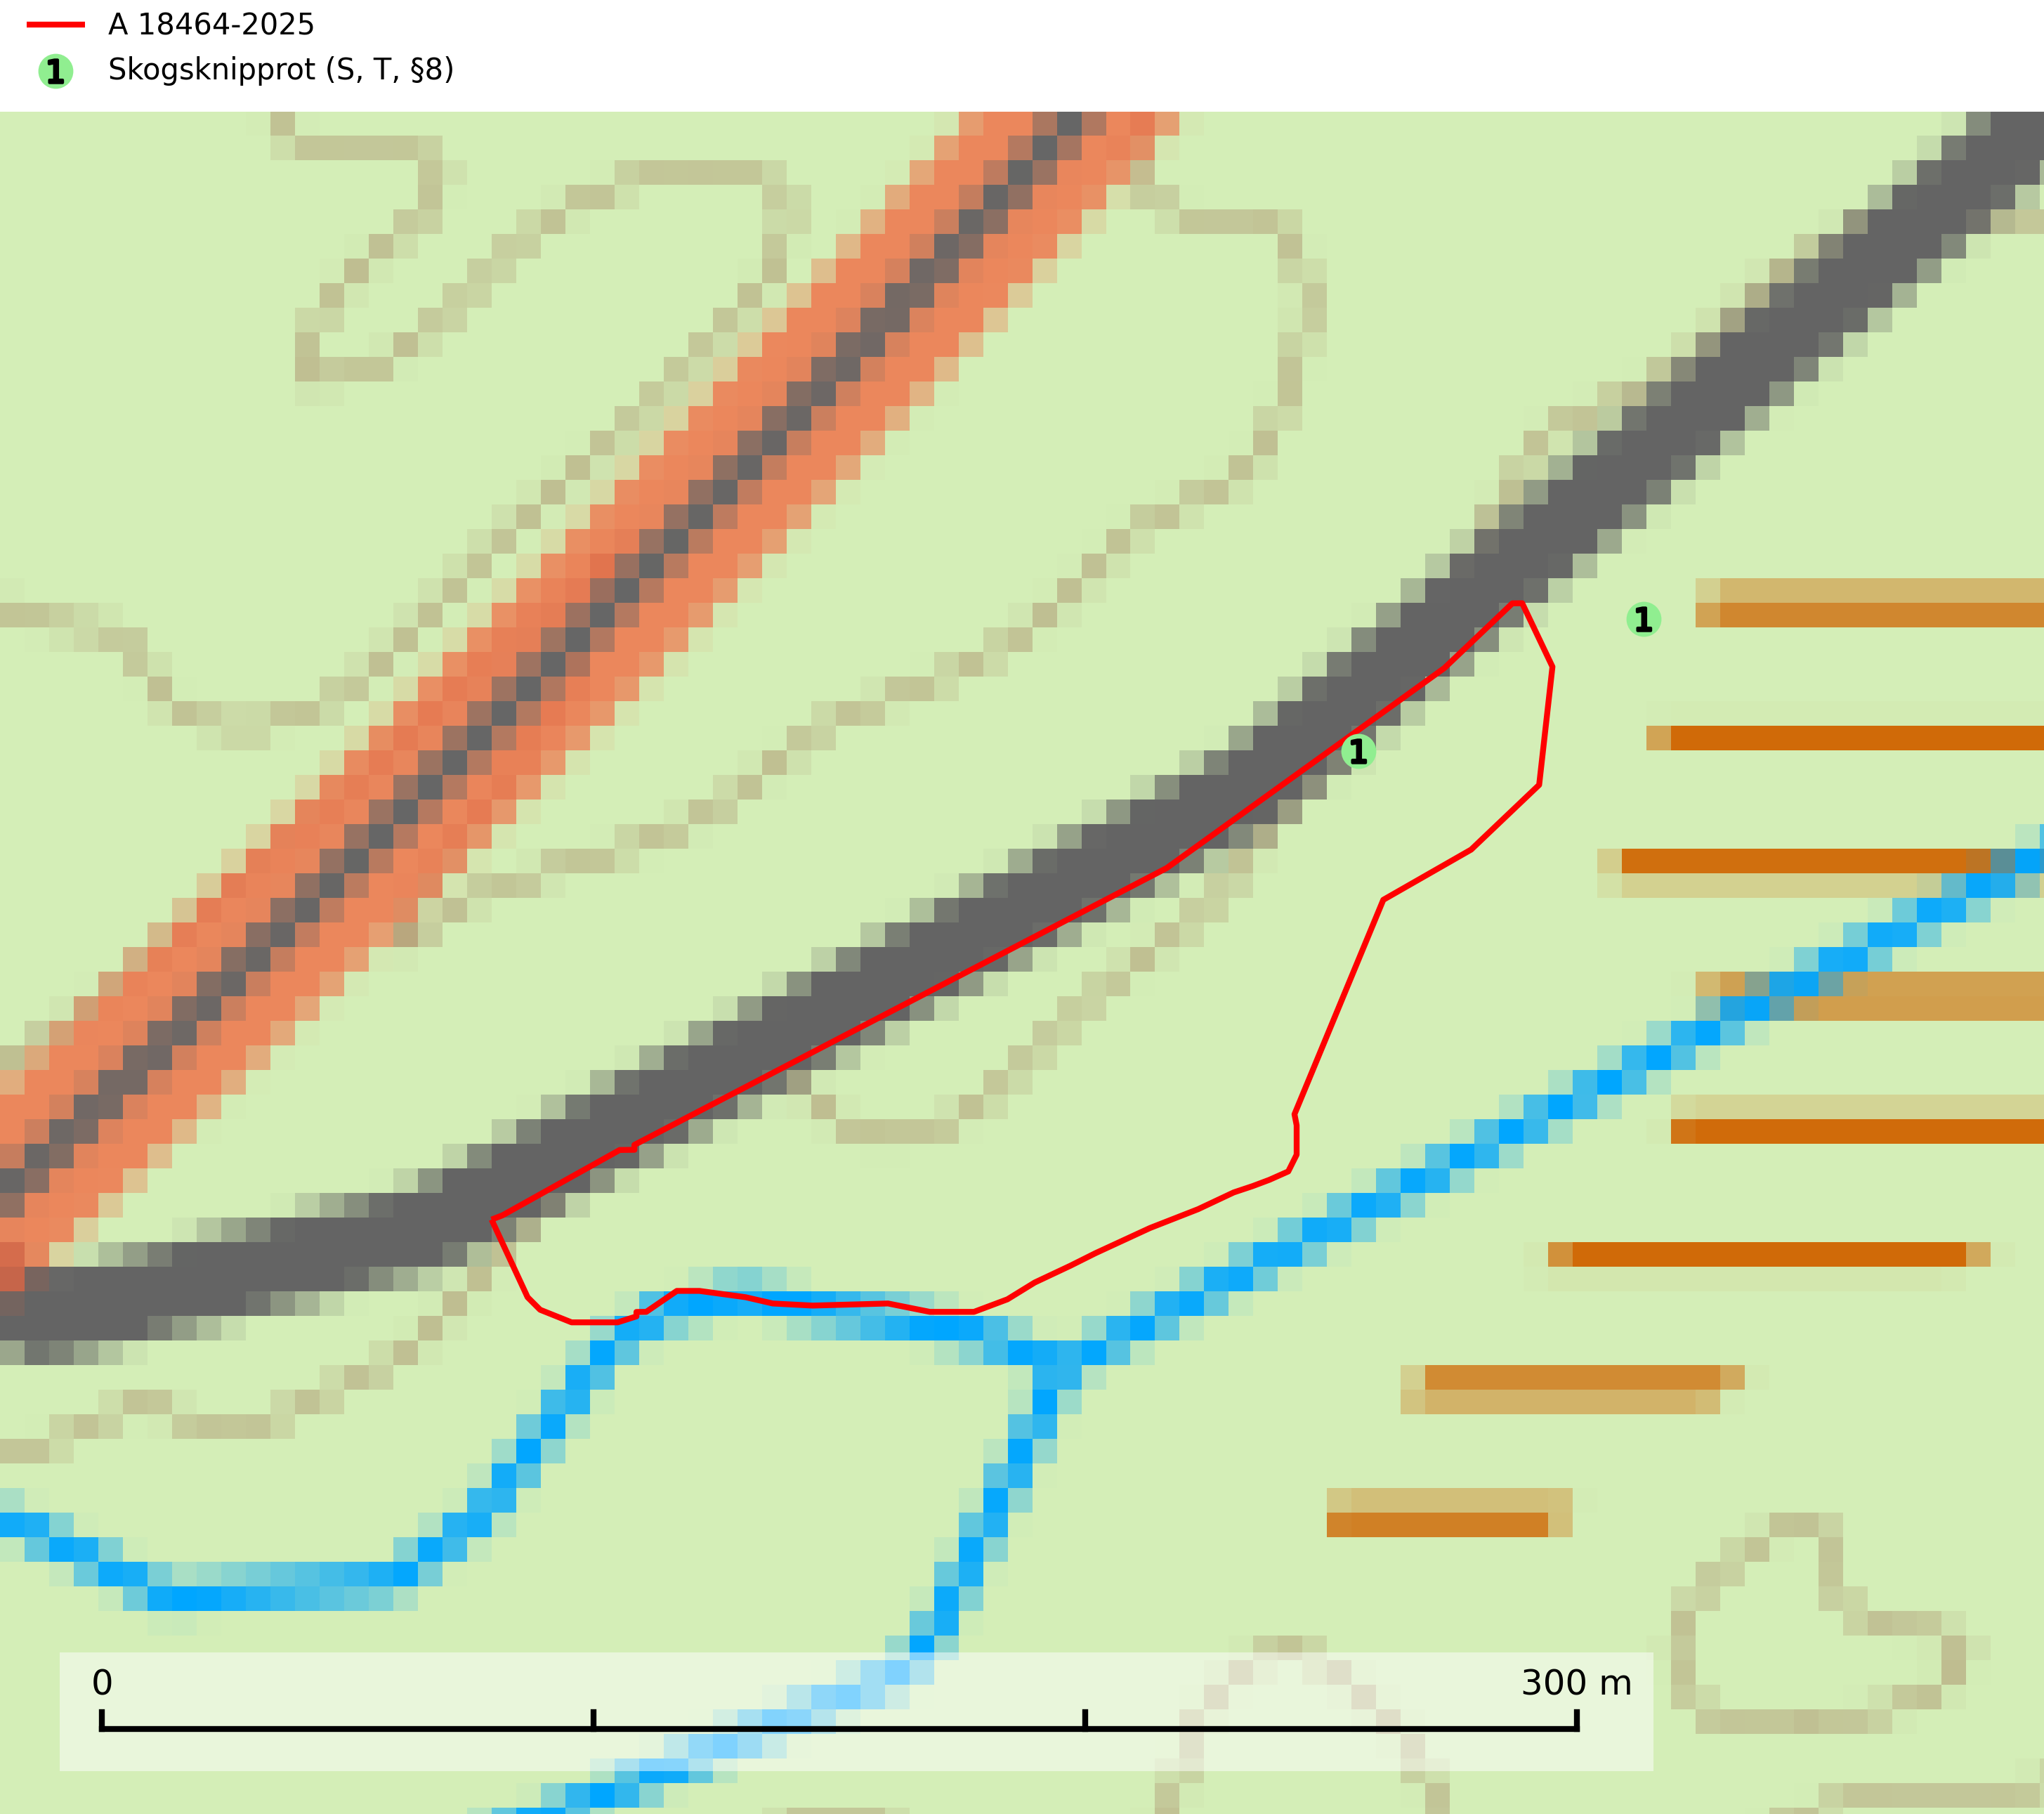 A 18464-2025
1 Skogsknipprot (S, T, §8)
1
1
0 300 m